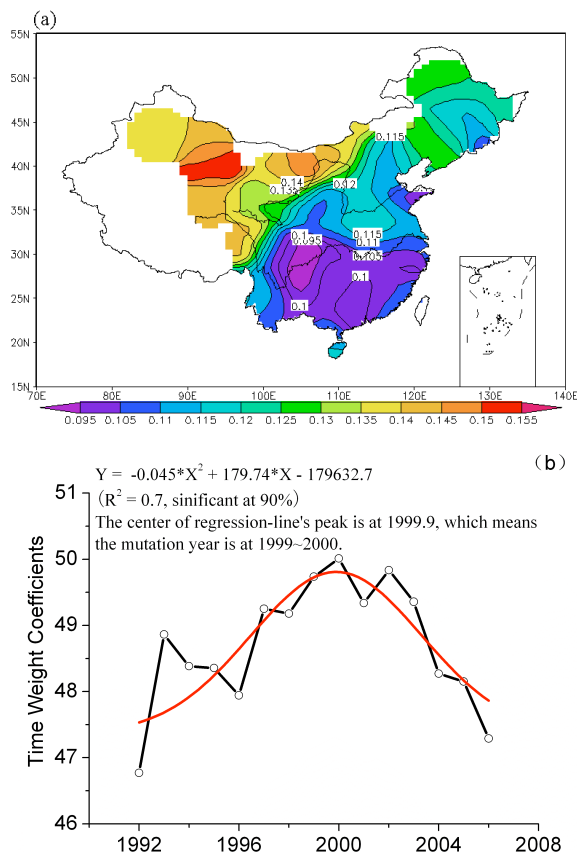 (a)
55N
50N
45N
40N
35N
30N
25N
20N
15N
0.115
0.14
0.12
0.1
0.095
0.115
0.11
0.105
0.1
0.1
70E 80E 90E 100E 110E 120E 130E 140E
0.095 0.105 0.11 0.115 0.12 0.125 0.13 0.135 0.14 0.145 0.15 0.155
(b)
Y = -0.045*X² + 179.74*X - 179632.7
(R² = 0.7, sinificant at 90%)
The center of regression-line's peak is at 1999.9, which means
the mutation year is at 1999~2000.
Time Weight Coefficients
51
50
49
48
47
46
1992 1996 2000 2004 2008